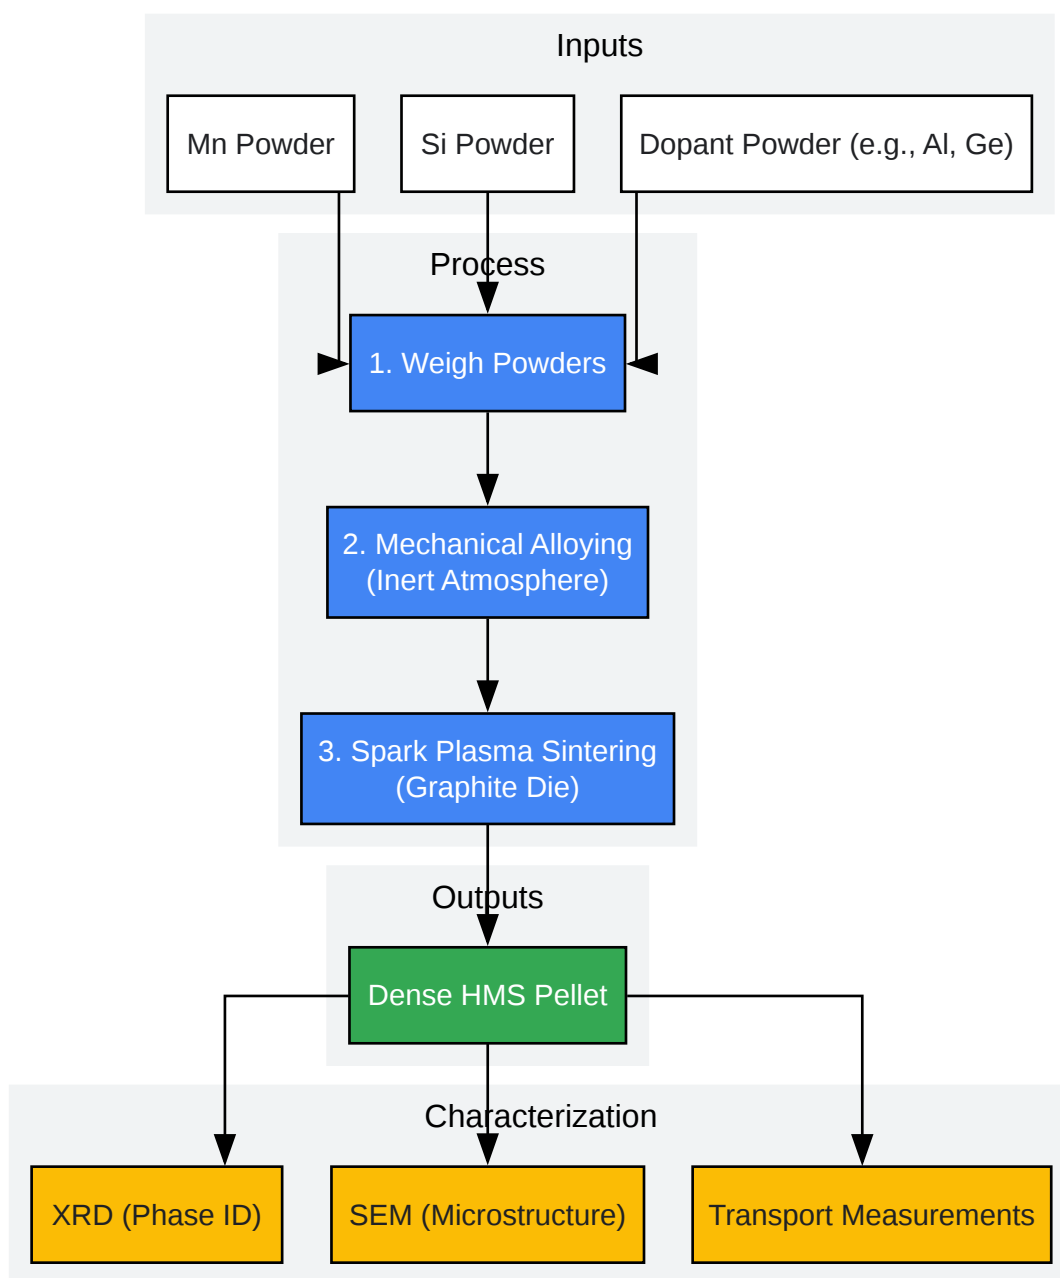 Inputs
Mn Powder
Si Powder
Dopant Powder (e.g., Al, Ge)
Process
1. Weigh Powders
2. Mechanical Alloying
(Inert Atmosphere)
3. Spark Plasma Sintering
(Graphite Die)
Outputs
Dense HMS Pellet
Characterization
XRD (Phase ID)
SEM (Microstructure)
Transport Measurements